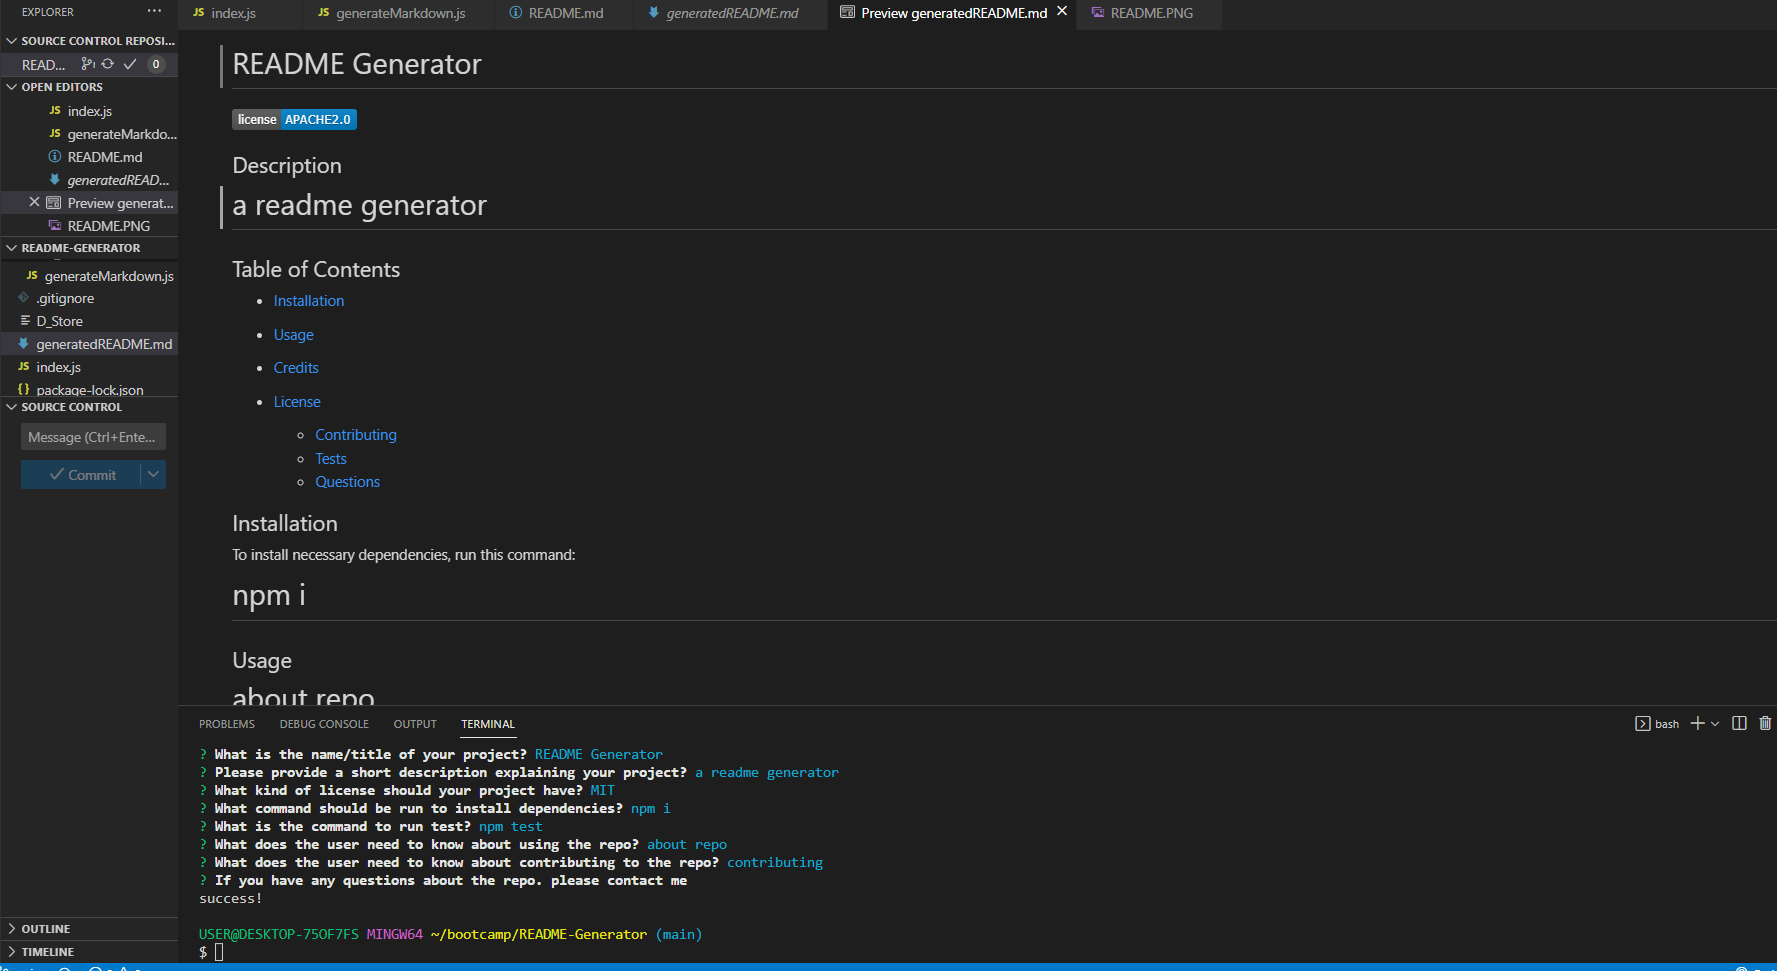 EXPLORER ···
SOURCE CONTROL REPOSI...
READ... 0
OPEN EDITORS
JS index.js
JS generateMarkdo...
README.md
generatedREAD...
Preview generat...
README.PNG
README-GENERATOR
JS generateMarkdown.js
.gitignore
D_Store
generatedREADME.md
JS index.js
{} package-lock.json
SOURCE CONTROL
Message (Ctrl+Ente...
Commit
OUTLINE
TIMELINE
JS index.js
JS generateMarkdown.js
README.md
generatedREADME.md
Preview generatedREADME.md
README.PNG
README Generator
license APACHE2.0
Description
a readme generator
Table of Contents
• Installation
• Usage
• Credits
• License
Contributing
Tests
Questions
Installation
To install necessary dependencies, run this command:
npm i
Usage
about repo
PROBLEMS DEBUG CONSOLE OUTPUT TERMINAL
bash
? What is the name/title of your project? README Generator
? Please provide a short description explaining your project? a readme generator
? What kind of license should your project have? MIT
? What command should be run to install dependencies? npm i
? What is the command to run test? npm test
? What does the user need to know about using the repo? about repo
? What does the user need to know about contributing to the repo? contributing
? If you have any questions about the repo. please contact me
success!
USER@DESKTOP-75OF7FS MINGW64 ~/bootcamp/README-Generator (main)
$